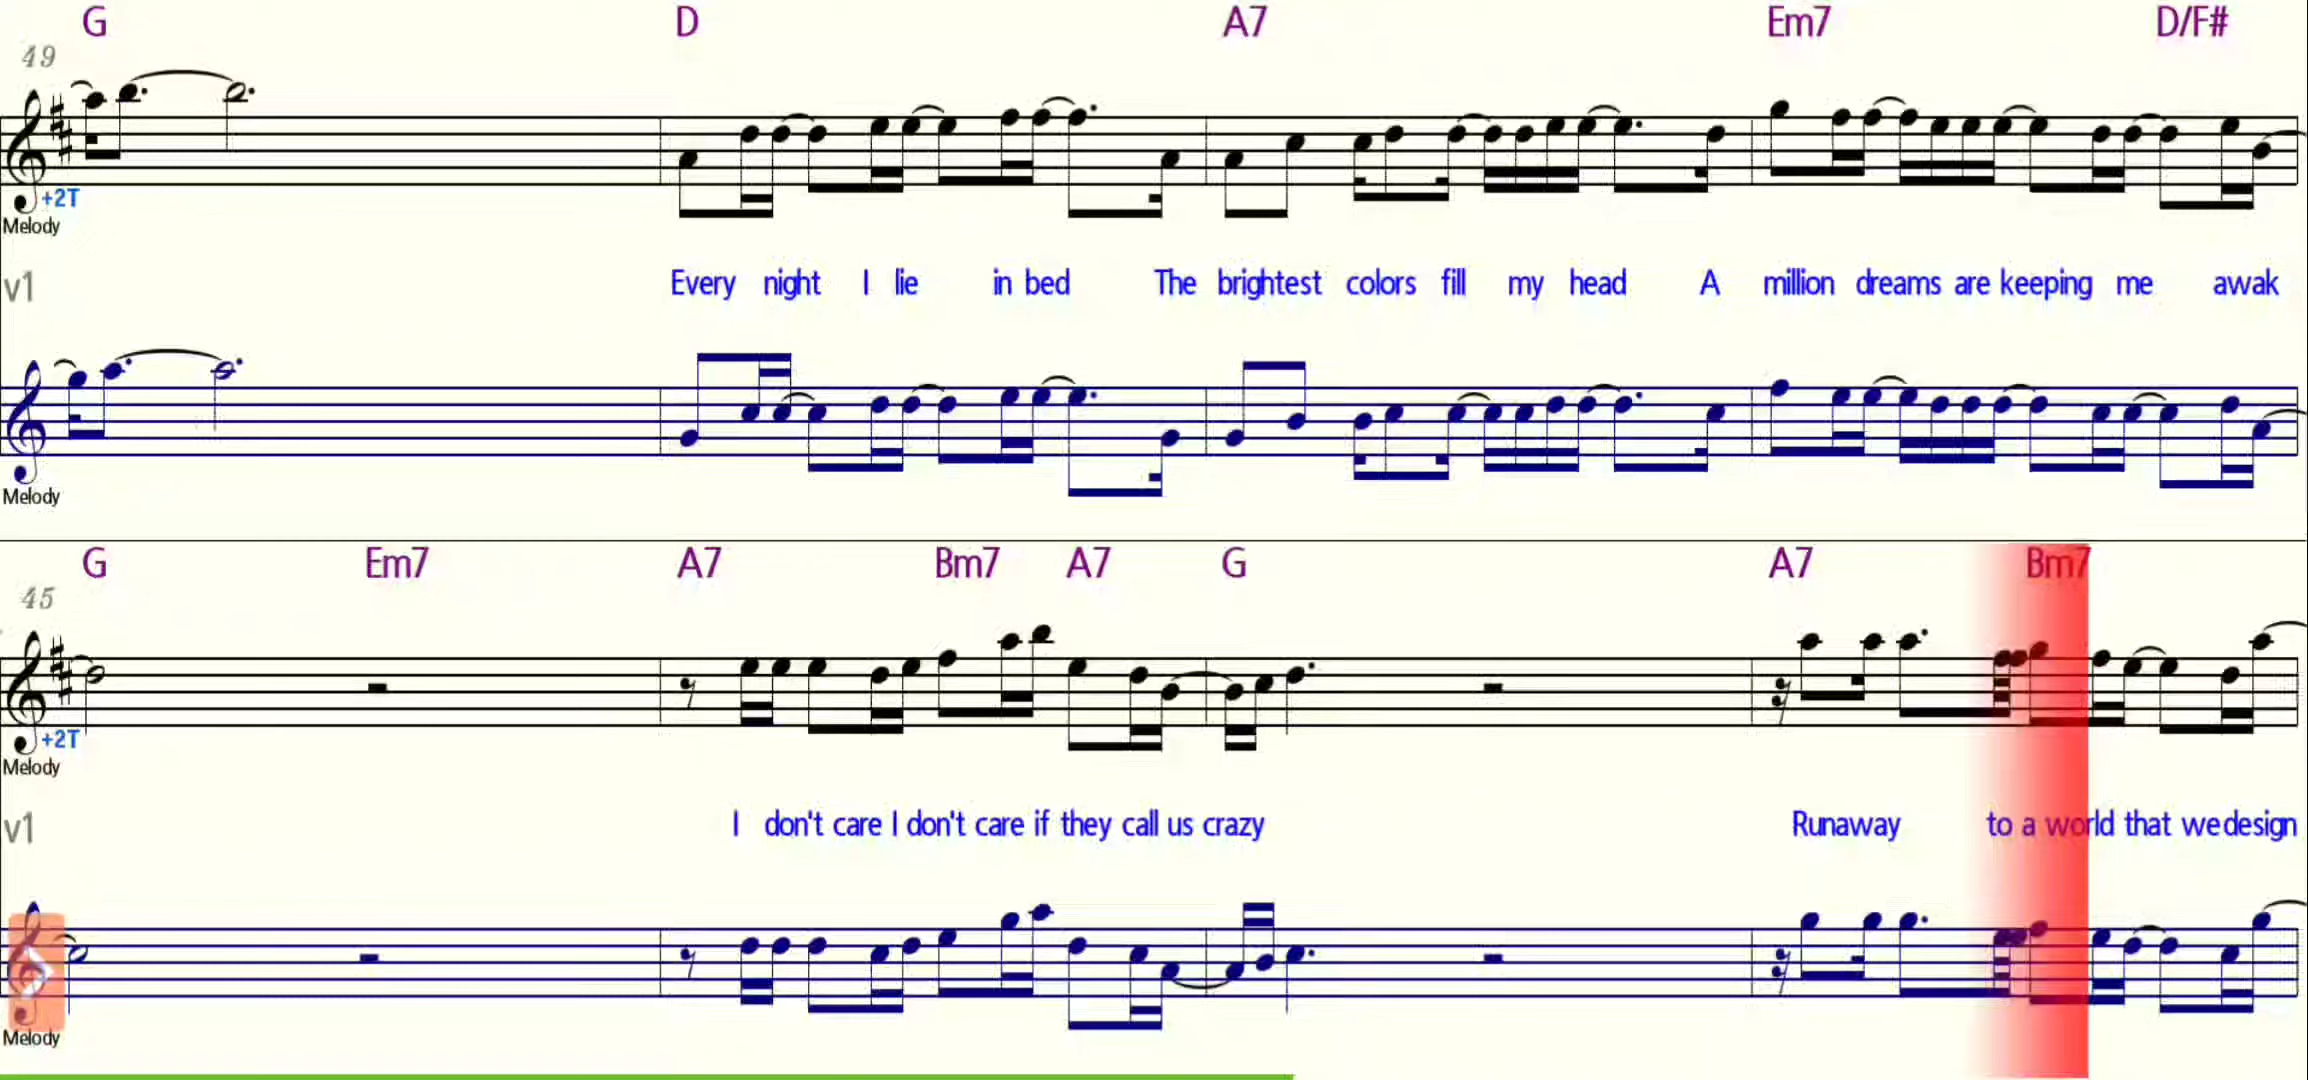 G D A7 Em7 D/F#
49
+2T
Melody
v1 Every night I lie in bed The brightest colors fill my head A million dreams are keeping me awak
Melody
G Em7 A7 Bm7 A7 G A7 Bm7
45
+2T
Melody
v1 I don't care I don't care if they call us crazy Runaway to a world that we design
Melody